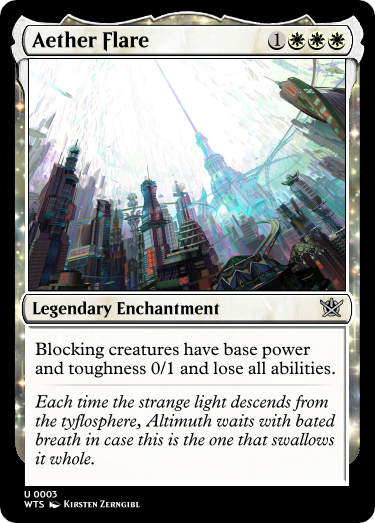 Aether Flare 1
Legendary Enchantment
Blocking creatures have base power
and toughness 0/1 and lose all abilities.
Each time the strange light descends from
the tyflosphere, Altimuth waits with bated
breath in case this is the one that swallows
it whole.
U 0003
WTS Kirsten Zerngibl